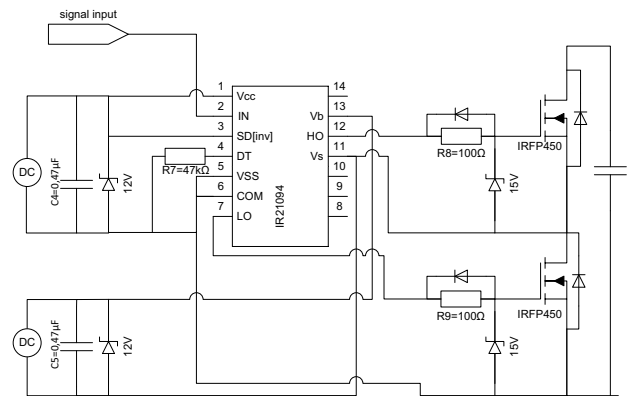 signal input
1
2
3
4
5
6
7
14
13
12
11
10
9
8
Vcc
IN
SD[inv]
DT
VSS
COM
LO
Vb
HO
Vs
IR21094
DC
C4=0,47µF
12V
R7=47kΩ
R8=100Ω
15V
IRFP450
DC
C5=0,47µF
12V
R9=100Ω
15V
IRFP450